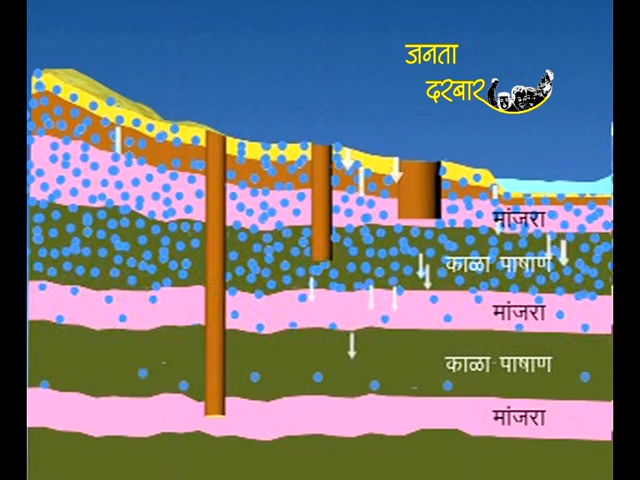 जनता
दरबार
मांजरा
काळा पाषाण
मांजरा
काळा पाषाण
मांजरा